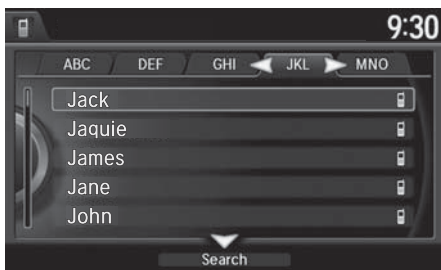 9:30
ABC DEF GHI JKL MNO
Jack
Jaquie
James
Jane
John
Search